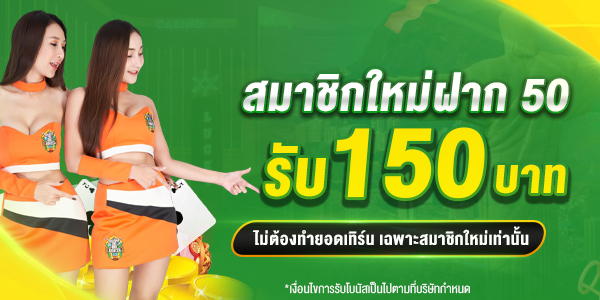 สมาชิกใหม่ฝาก 50
รับ 150 บาท
ไม่ต้องทำยอดเทิร์น เฉพาะสมาชิกใหม่เท่านั้น
*เงื่อนไขการรับโบนัสเป็นไปตามที่บริษัทกำหนด